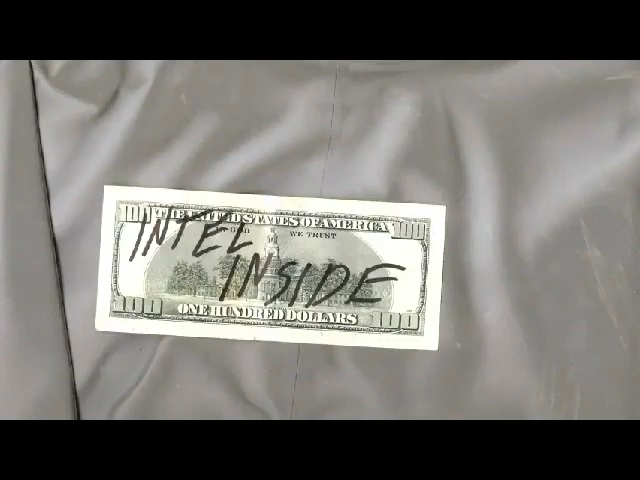 100 THE UNITED STATES OF AMERICA 100
WE TRUST
INTEL
INSIDE
100 ONE HUNDRED DOLLARS 100